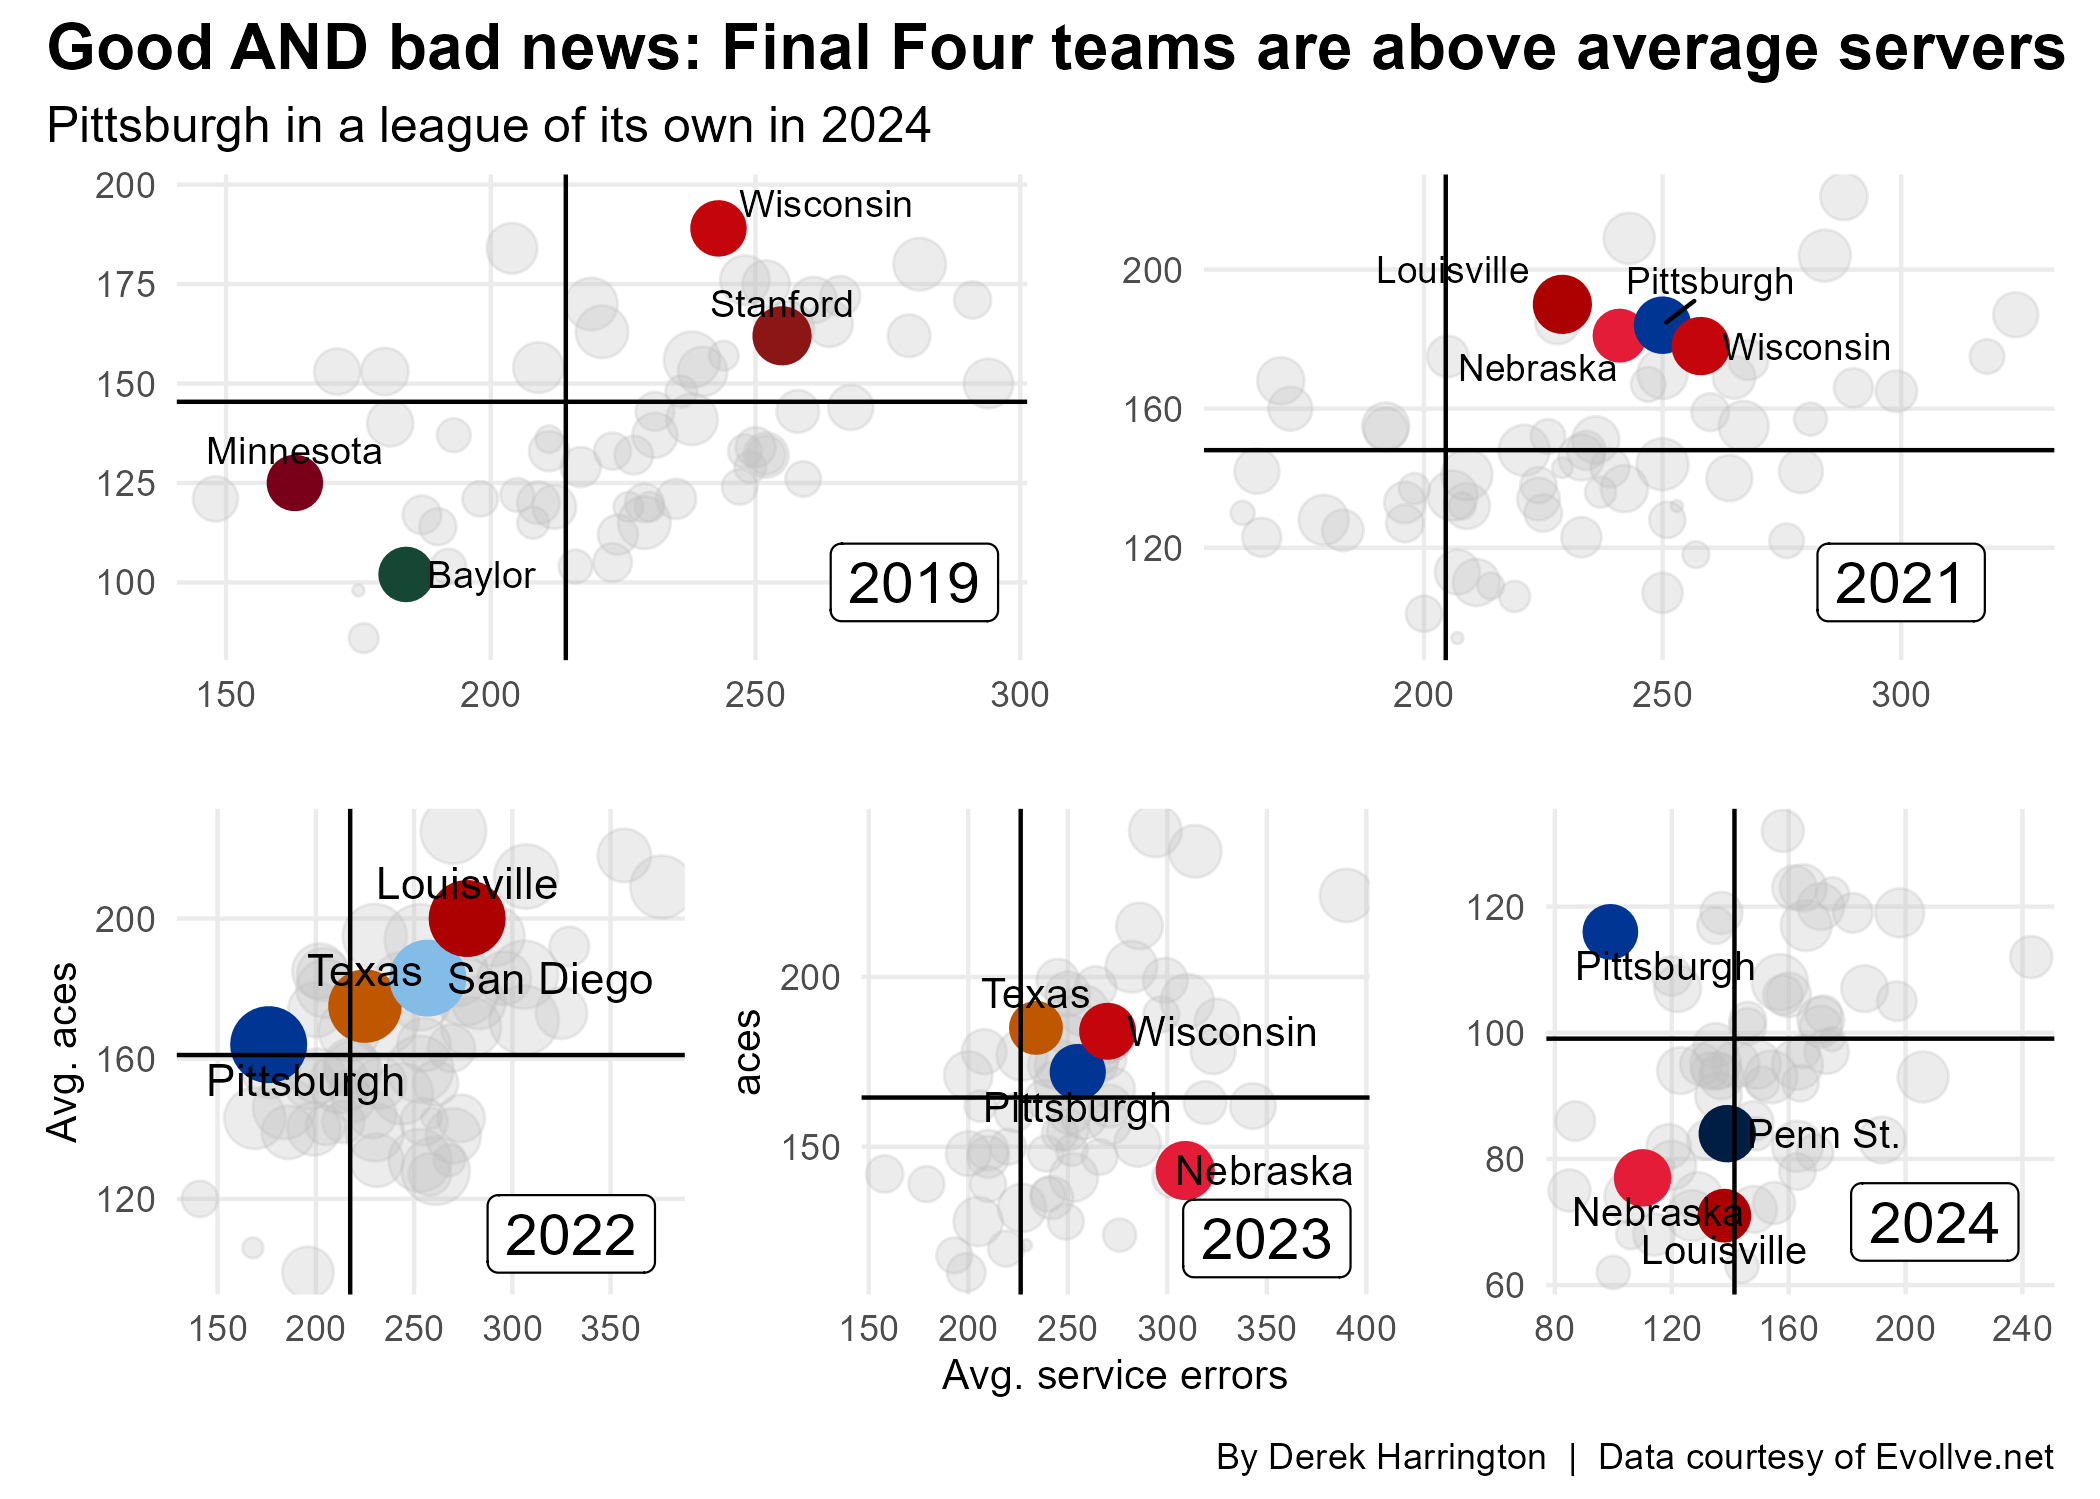 Good AND bad news: Final Four teams are above average servers
Pittsburgh in a league of its own in 2024
200
175
150
125
100
Wisconsin
Stanford
Minnesota
Baylor
2019
150 200 250 300
200
160
120
Louisville
Pittsburgh
Nebraska
Wisconsin
2021
200 250 300
Avg. aces
200
160
120
Louisville
Texas
San Diego
Pittsburgh
2022
150 200 250 300 350
aces
200
150
Texas
Wisconsin
Pittsburgh
Nebraska
2023
150 200 250 300 350 400
Avg. service errors
120
100
80
60
Pittsburgh
Penn St.
Nebraska
Louisville
2024
80 120 160 200 240
By Derek Harrington | Data courtesy of Evollve.net